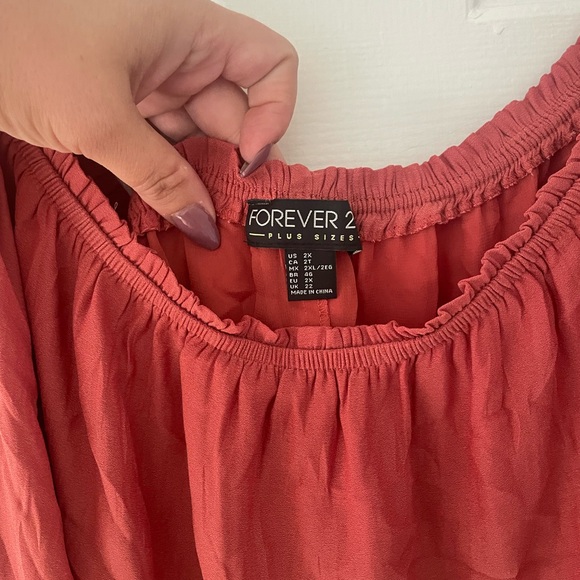 FOREVER 2
PLUS SIZES
US 2X
CA 2T
MX 2XL/2EG
BR 46
EU 2X
UK 22
MADE IN CHINA